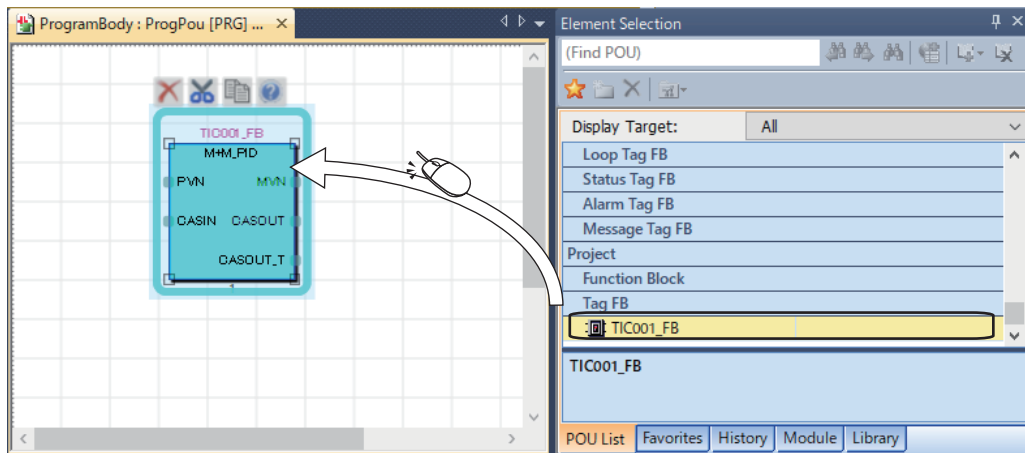 ProgramBody : ProgPou [PRG] ...
TIC001_FB
M+M_PID
PVN MVN
CASIN CASOUT
CASOUT_T
1
Element Selection
(Find POU)
Display Target: All
Loop Tag FB
Status Tag FB
Alarm Tag FB
Message Tag FB
Project
Function Block
Tag FB
TIC001_FB
TIC001_FB
POU List Favorites History Module Library